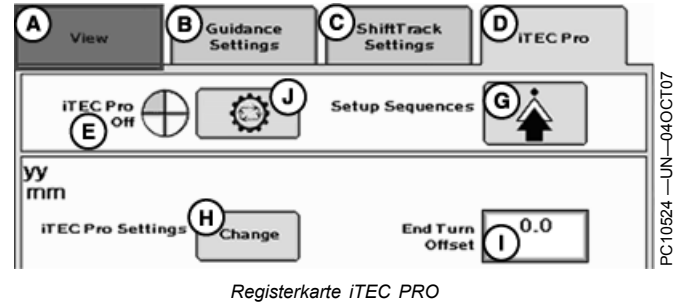 A
View
B
Guidance
Settings
C
ShiftTrack
Settings
D
iTEC Pro
iTEC Pro
Off
E
J
Setup Sequences
G
yy
mm
iTEC Pro Settings
H
Change
End Turn
Offset
I
0.0
PC10524 —UN—04OCT07
Registerkarte iTEC PRO